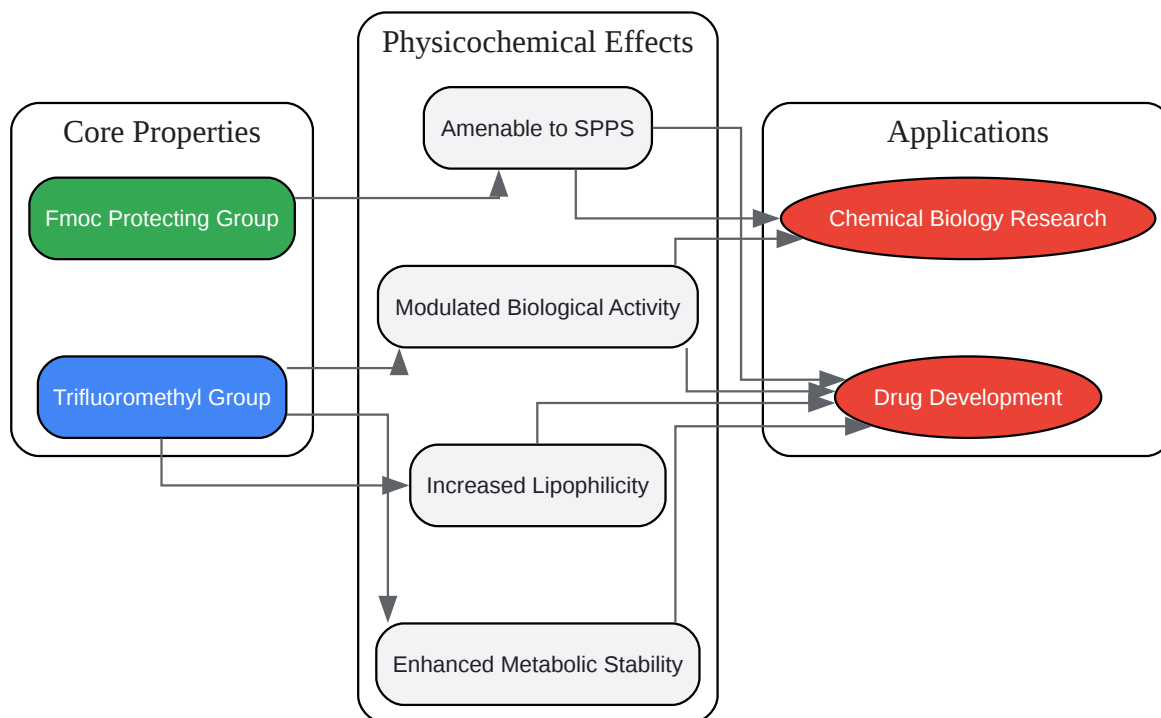 Core Properties
Fmoc Protecting Group
Trifluoromethyl Group
Physicochemical Effects
Amenable to SPPS
Modulated Biological Activity
Increased Lipophilicity
Enhanced Metabolic Stability
Applications
Chemical Biology Research
Drug Development